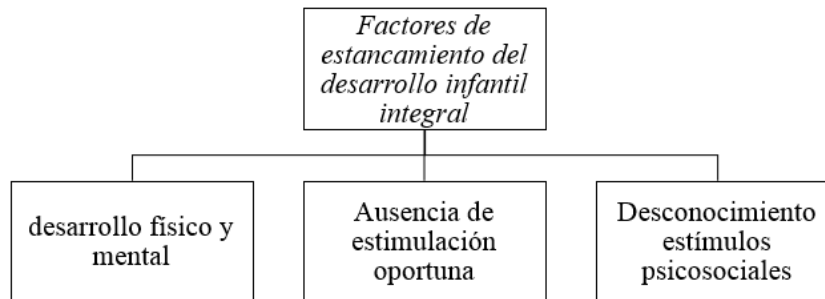 Factores de
estancamiento del
desarrollo infantil
integral
desarrollo físico y
mental
Ausencia de
estimulación
oportuna
Desconocimiento
estímulos
psicosociales